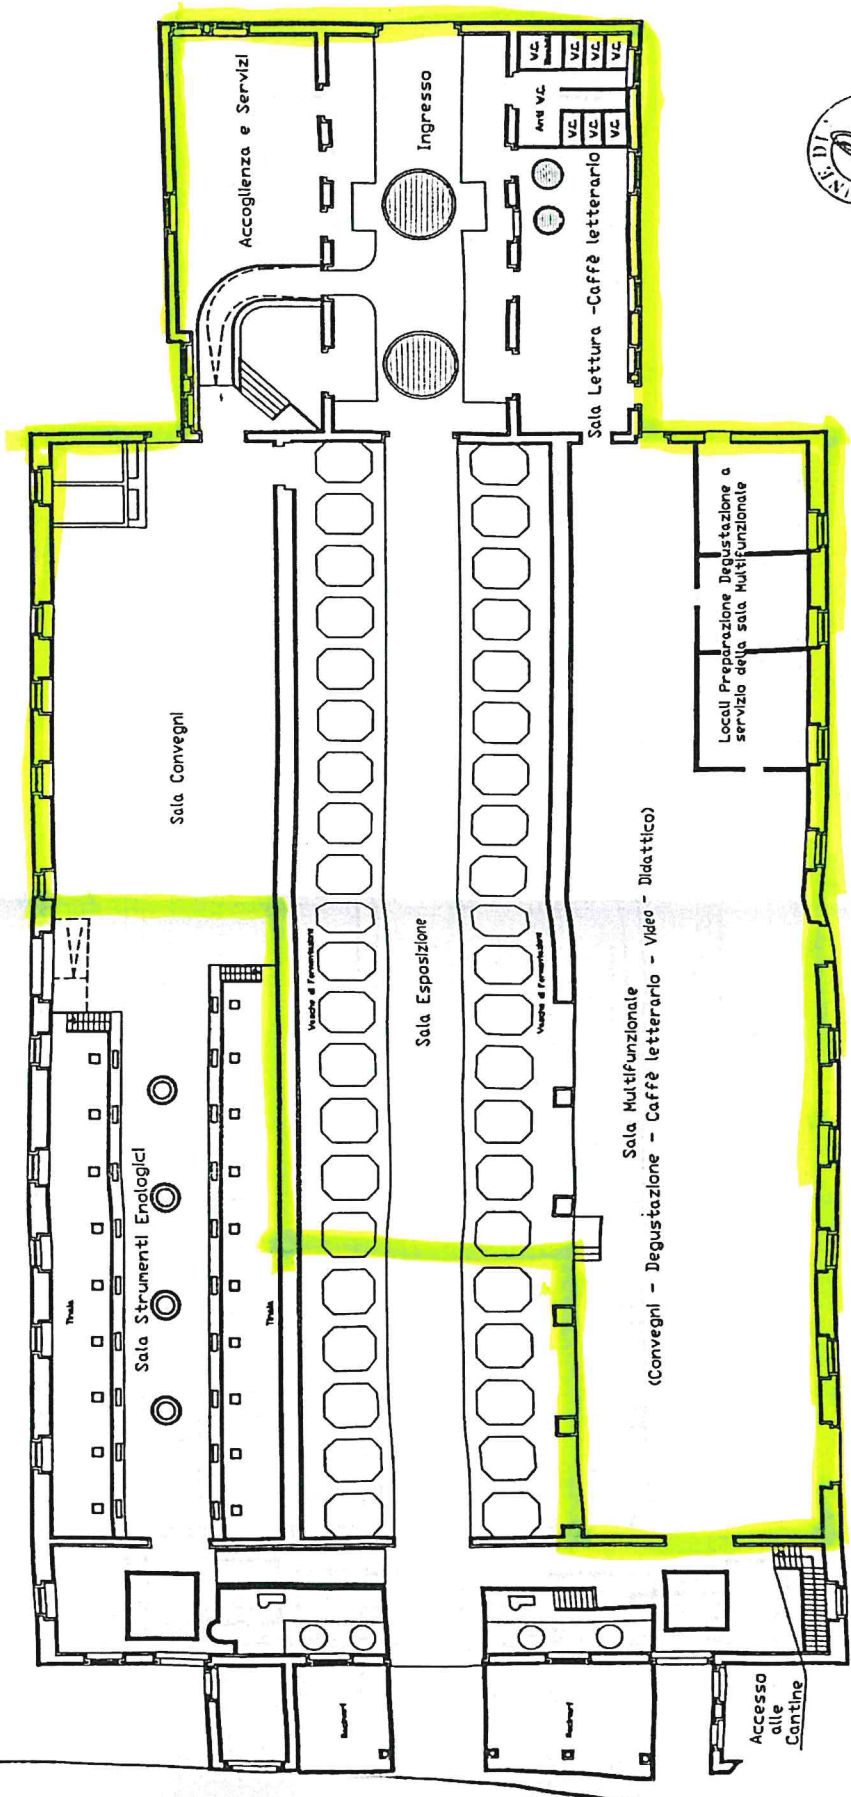 Accoglienza e Servizi
Ingresso
W.C.
W.C.
W.C.
W.C.
Anti W.C.
W.C.
W.C.
W.C.
Sala Lettura -Caffè letterario
Sala Convegni
Locali Preparazione Degustazione a
servizio della sala Multifunzionale
Vasche di Fermentazione
Sala Esposizione
Vasche di Fermentazione
Sala Multifunzionale
(Convegni - Degustazione - Caffè letterario - Video Didattico)
Sala Strumenti Enologici
Tinaia
Tinaia
Accesso
alle
Cantine